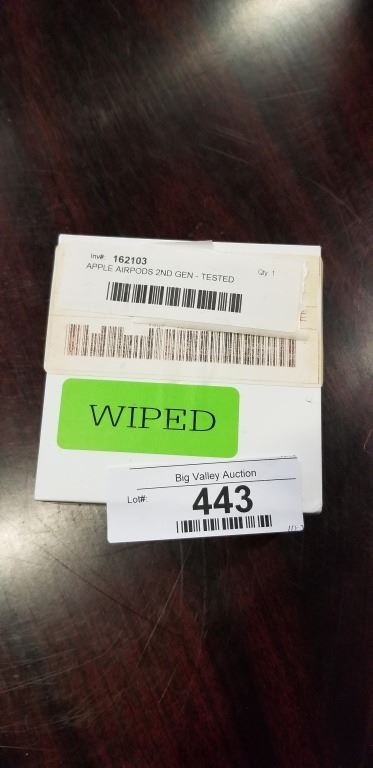 Inv#: 162103
APPLE AIRPODS 2ND GEN - TESTED Qty: 1
E
WIPED
Big Valley Auction
Lot#: 443